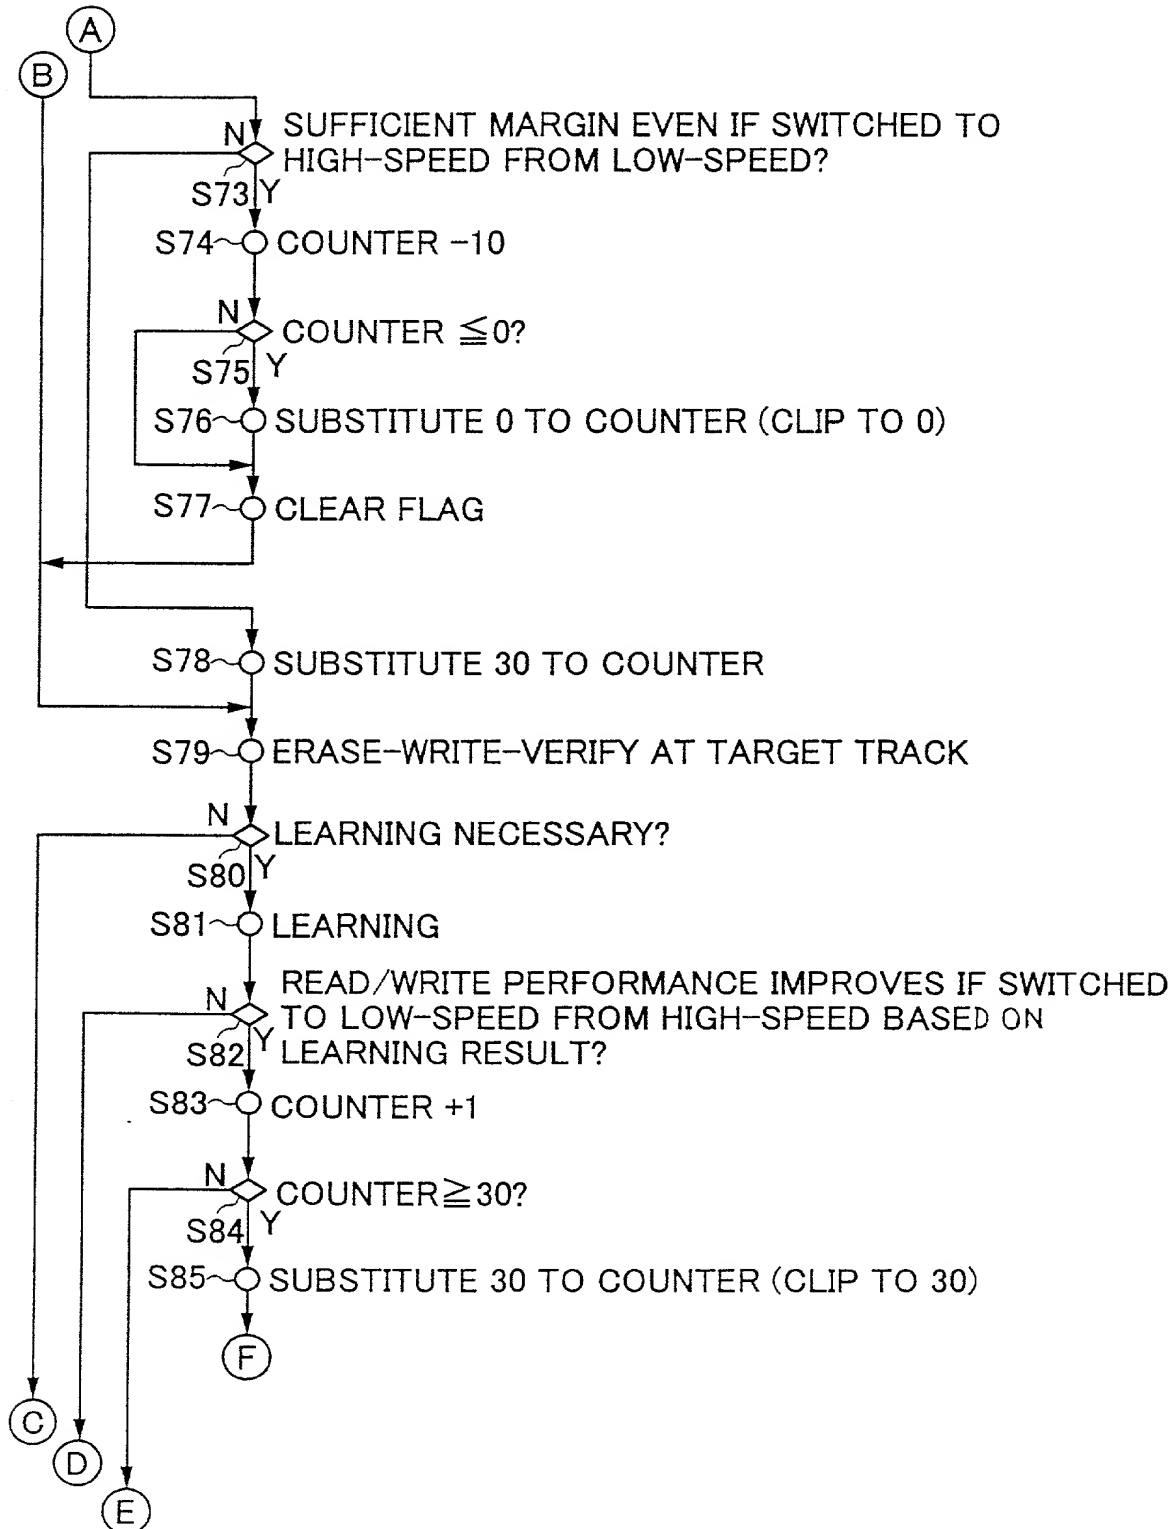 A
B
N
SUFFICIENT MARGIN EVEN IF SWITCHED TO
HIGH-SPEED FROM LOW-SPEED?
S73
Y
S74
COUNTER -10
N
COUNTER ≦0?
S75
Y
S76
SUBSTITUTE 0 TO COUNTER (CLIP TO 0)
S77
CLEAR FLAG
S78
SUBSTITUTE 30 TO COUNTER
S79
ERASE-WRITE-VERIFY AT TARGET TRACK
N
LEARNING NECESSARY?
S80
Y
S81
LEARNING
N
READ/WRITE PERFORMANCE IMPROVES IF SWITCHED
TO LOW-SPEED FROM HIGH-SPEED BASED ON
LEARNING RESULT?
S82
Y
S83
COUNTER +1
N
COUNTER≧30?
S84
Y
S85
SUBSTITUTE 30 TO COUNTER (CLIP TO 30)
F
C
D
E